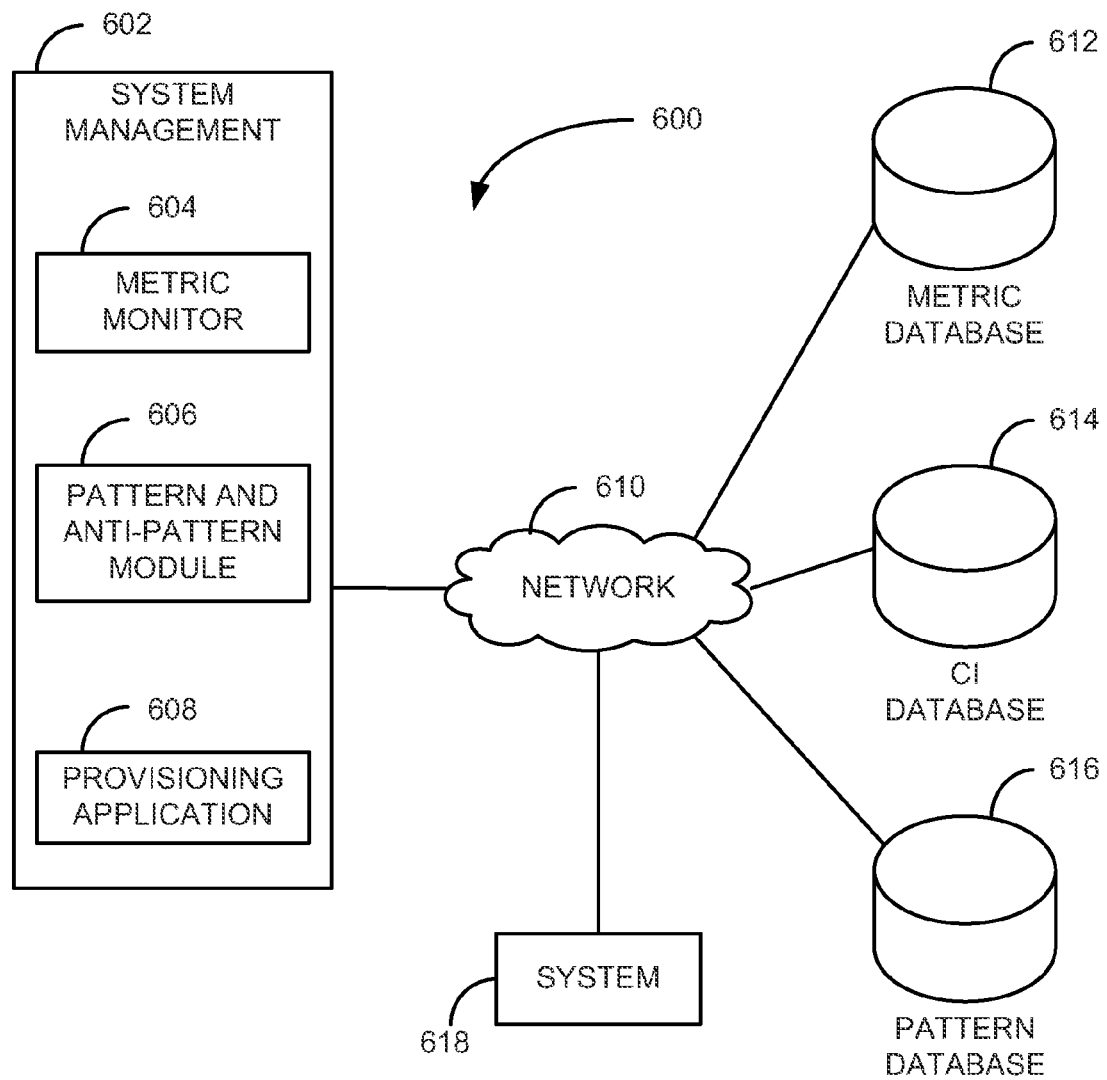 602
SYSTEM
MANAGEMENT
604
METRIC
MONITOR
606
PATTERN AND
ANTI-PATTERN
MODULE
608
PROVISIONING
APPLICATION
600
610
NETWORK
SYSTEM
618
612
METRIC
DATABASE
614
CI
DATABASE
616
PATTERN
DATABASE